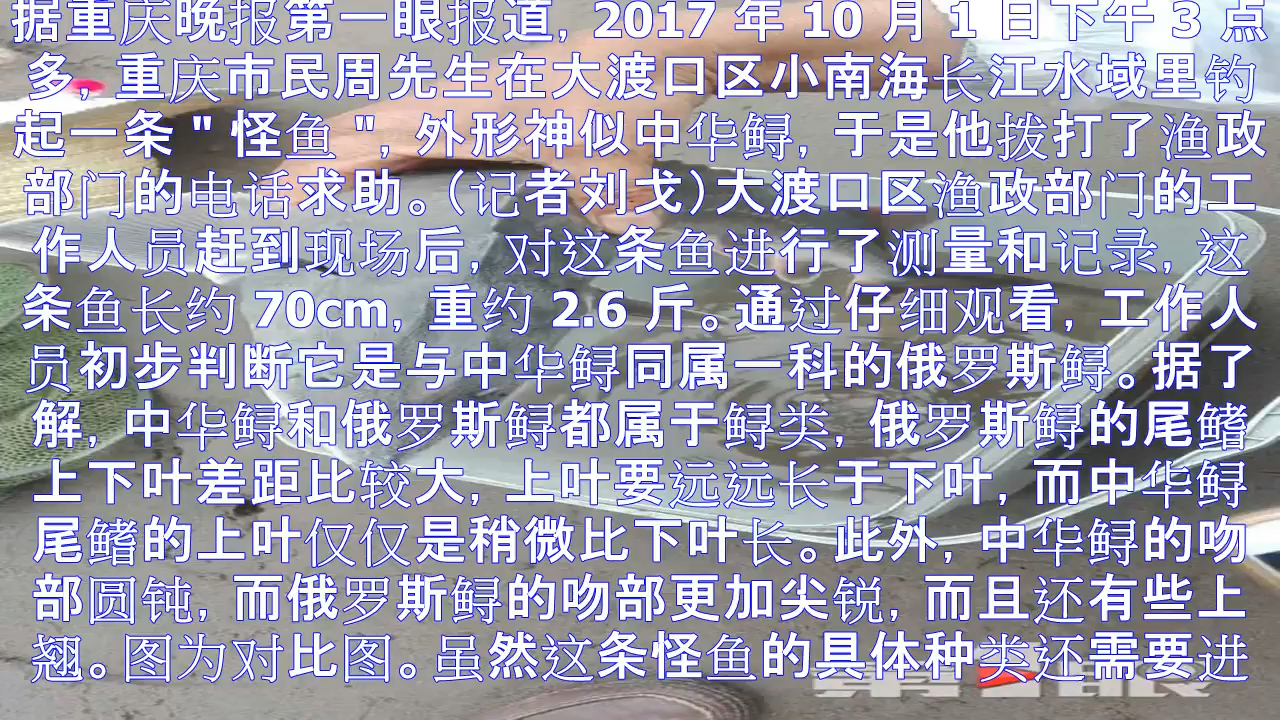 据重庆晚报第一眼报道, 2017 年 10 月 1 日下午 3 点
多, 重庆市民周先生在大渡口区小南海长江水域里钓
起一条 " 怪鱼 ", 外形神似中华鲟, 于是他拨打了渔政
部门的电话求助。(记者刘戈)大渡口区渔政部门的工
作人员赶到现场后, 对这条鱼进行了测量和记录, 这
条鱼长约 70cm, 重约 2.6 斤。通过仔细观看, 工作人
员初步判断它是与中华鲟同属一科的俄罗斯鲟。据了
解, 中华鲟和俄罗斯鲟都属于鲟类, 俄罗斯鲟的尾鳍
上下叶差距比较大, 上叶要远远长于下叶, 而中华鲟
尾鳍的上叶仅仅是稍微比下叶长。此外, 中华鲟的吻
部圆钝, 而俄罗斯鲟的吻部更加尖锐, 而且还有些上
翘。图为对比图。虽然这条怪鱼的具体种类还需要进